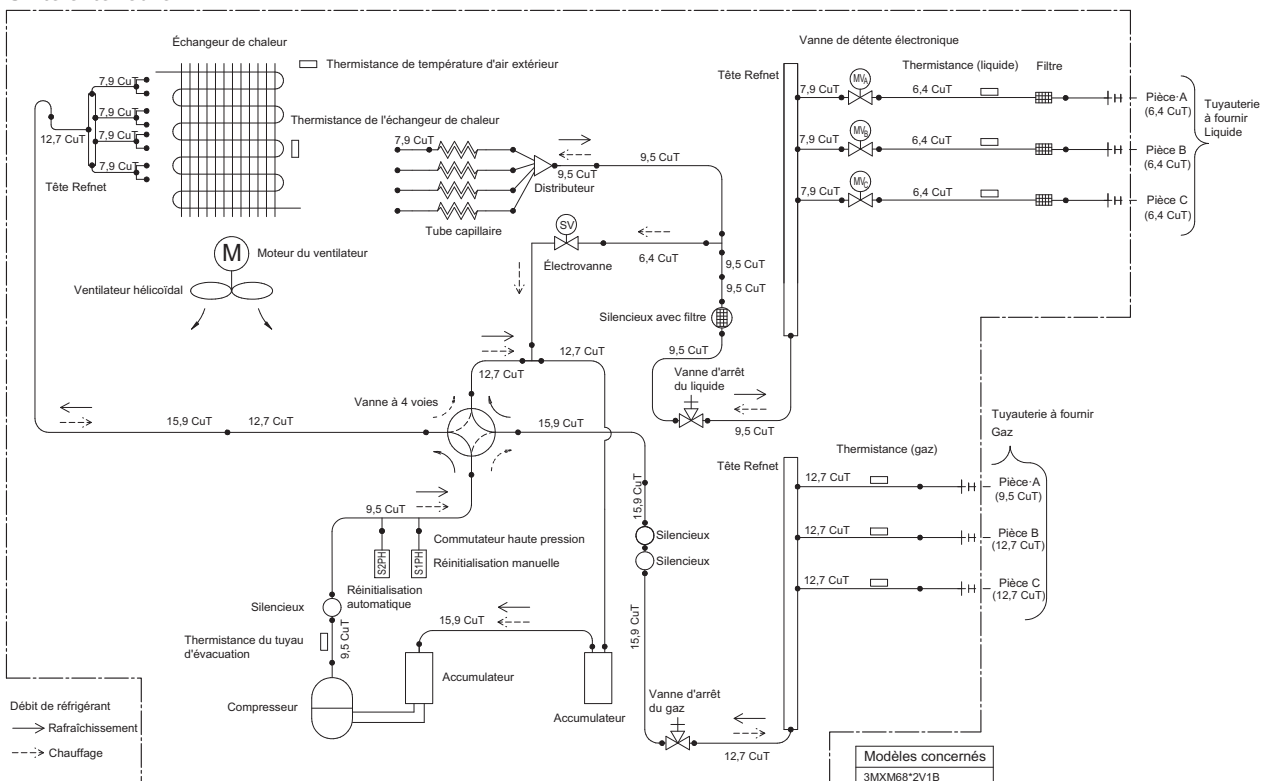 Échangeur de chaleur
Thermistance de température d'air extérieur
7,9 CuT
7,9 CuT
7,9 CuT
7,9 CuT
12,7 CuT
Tête Refnet
Thermistance de l'échangeur de chaleur
7,9 CuT
9,5 CuT
Distributeur
Tube capillaire
9,5 CuT
M
Moteur du ventilateur
Ventilateur hélicoïdal
SV
Électrovanne
6,4 CuT
9,5 CuT
9,5 CuT
Silencieux avec filtre
9,5 CuT
Vanne d'arrêt
du liquide
9,5 CuT
Vanne de détente électronique
Tête Refnet
Thermistance (liquide)
Filtre
7,9 CuT
MVA
6,4 CuT
Pièce·A
(6,4 CuT)
7,9 CuT
MVB
6,4 CuT
Pièce B
(6,4 CuT)
7,9 CuT
6,4 CuT
Pièce C
(6,4 CuT)
Tuyauterie
à fournir
Liquide
12,7 CuT
12,7 CuT
Vanne à 4 voies
15,9 CuT
12,7 CuT
15,9 CuT
9,5 CuT
15,9 CuT
Commutateur haute pression
S2PH
S1PH
Réinitialisation manuelle
Réinitialisation
automatique
Silencieux
Silencieux
Silencieux
Thermistance du tuyau
d'évacuation
9,5 CuT
15,9 CuT
15,9 CuT
Accumulateur
Compresseur
Accumulateur
Vanne d'arrêt
du gaz
12,7 CuT
Tête Refnet
Thermistance (gaz)
Tuyauterie à fournir
Gaz
12,7 CuT
Pièce·A
(9,5 CuT)
12,7 CuT
Pièce B
(12,7 CuT)
12,7 CuT
Pièce C
(12,7 CuT)
Débit de réfrigérant
Rafraîchissement
Chauffage
Modèles concernés
3MXM68*2V1B